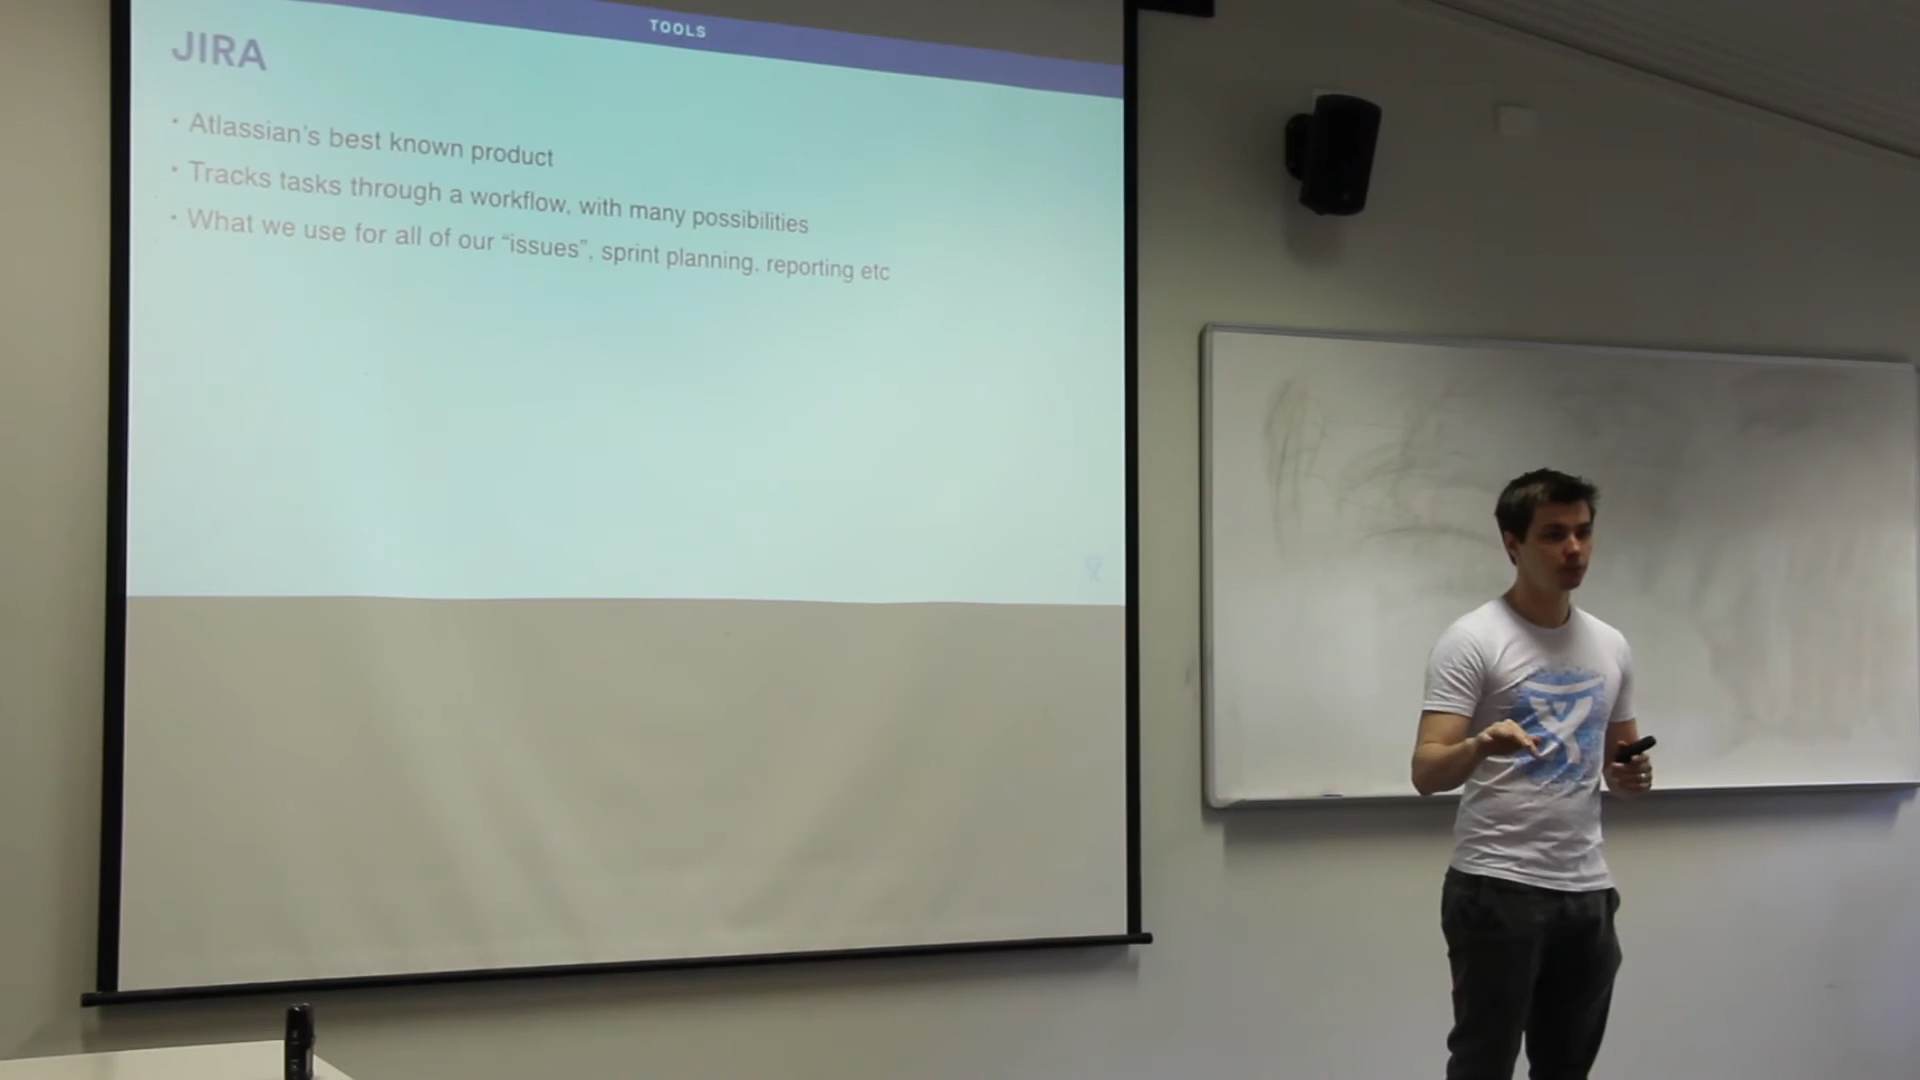 TOOLS
JIRA
• Atlassian's best known product
• Tracks tasks through a workflow, with many possibilities
• What we use for all of our "issues", sprint planning, reporting etc